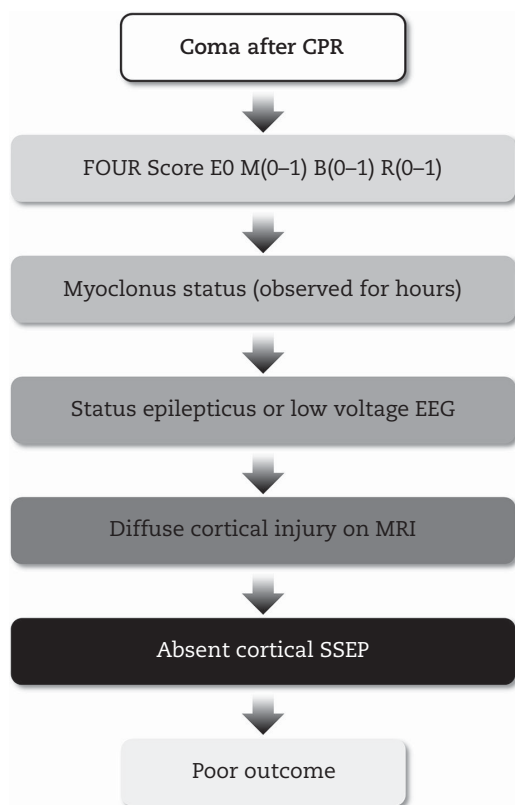 Coma after CPR
FOUR Score E0 M(0–1) B(0–1) R(0–1)
Myoclonus status (observed for hours)
Status epilepticus or low voltage EEG
Diffuse cortical injury on MRI
Absent cortical SSEP
Poor outcome